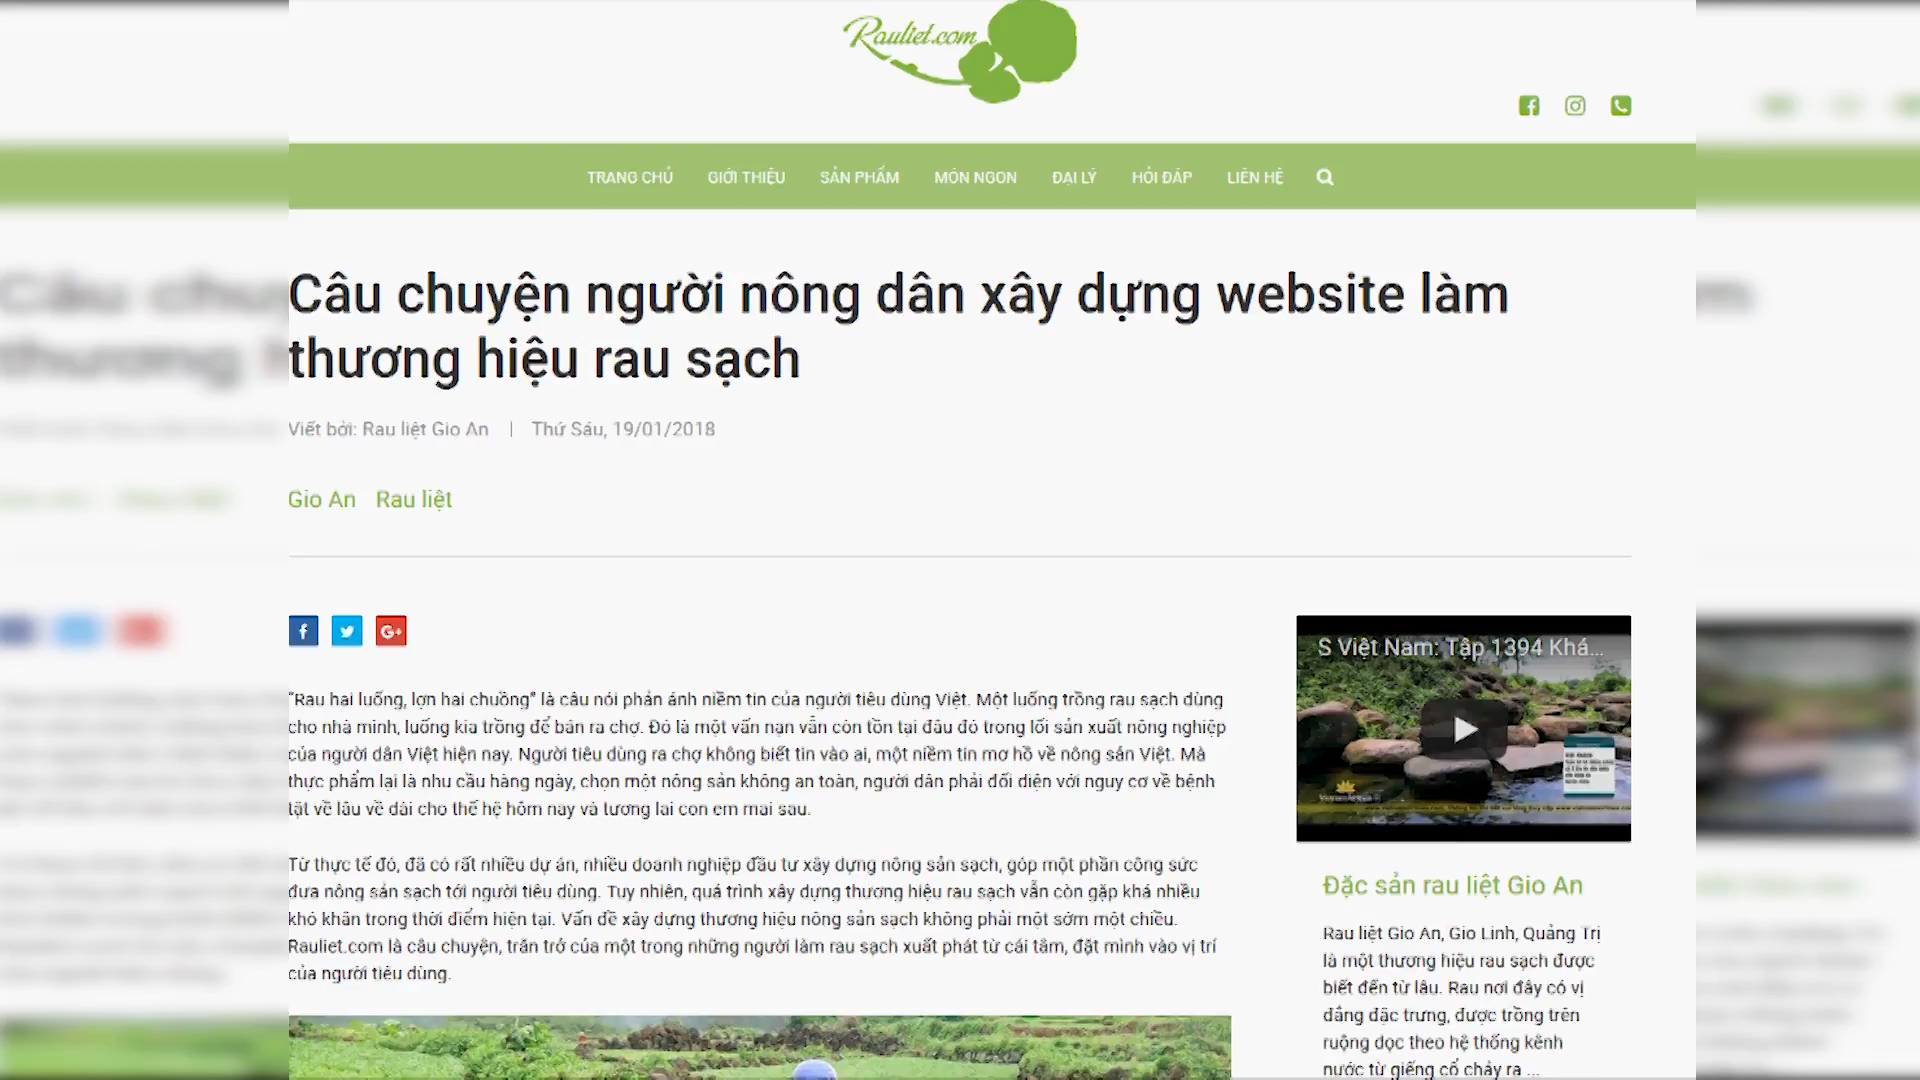 Rauliet.com
TRANG CHỦ GIỚI THIỆU SẢN PHẨM MÓN NGON ĐẠI LÝ HỎI ĐÁP LIÊN HỆ
Câu chuyện người nông dân xây dựng website làm
thương hiệu rau sạch
Viết bởi: Rau liệt Gio An | Thứ Sáu, 19/01/2018
Gio An Rau liệt
“Rau hai luống, lợn hai chuồng” là câu nói phản ánh niềm tin của người tiêu dùng Việt. Một luống trồng rau sạch dùng
cho nhà mình, luống kia trồng để bán ra chợ. Đó là một vấn nạn vẫn còn tồn tại đâu đó trong lối sản xuất nông nghiệp
của người dân Việt hiện nay. Người tiêu dùng ra chợ không biết tin vào ai, một niềm tin mơ hồ về nông sản Việt. Mà
thực phẩm lại là nhu cầu hàng ngày, chọn một nông sản không an toàn, người dân phải đối diện với nguy cơ về bệnh
tật về lâu về dài cho thế hệ hôm nay và tương lai con em mai sau.
Từ thực tế đó, đã có rất nhiều dự án, nhiều doanh nghiệp đầu tư xây dựng nông sản sạch, góp một phần công sức
đưa nông sản sạch tới người tiêu dùng. Tuy nhiên, quá trình xây dựng thương hiệu rau sạch vẫn còn gặp khá nhiều
khó khăn trong thời điểm hiện tại. Vấn đề xây dựng thương hiệu nông sản sạch không phải một sớm một chiều.
Rauliet.com là câu chuyện, trăn trở của một trong những người làm rau sạch xuất phát từ cái tâm, đặt mình vào vị trí
của người tiêu dùng.
S Việt Nam: Tập 1394 Khá...
Đặc sản rau liệt Gio An
Rau liệt Gio An, Gio Linh, Quảng Trị
là một thương hiệu rau sạch được
biết đến từ lâu. Rau nơi đây có vị
đắng đặc trưng, được trồng trên
ruộng dọc theo hệ thống kênh
nước từ giếng cổ chảy ra ...